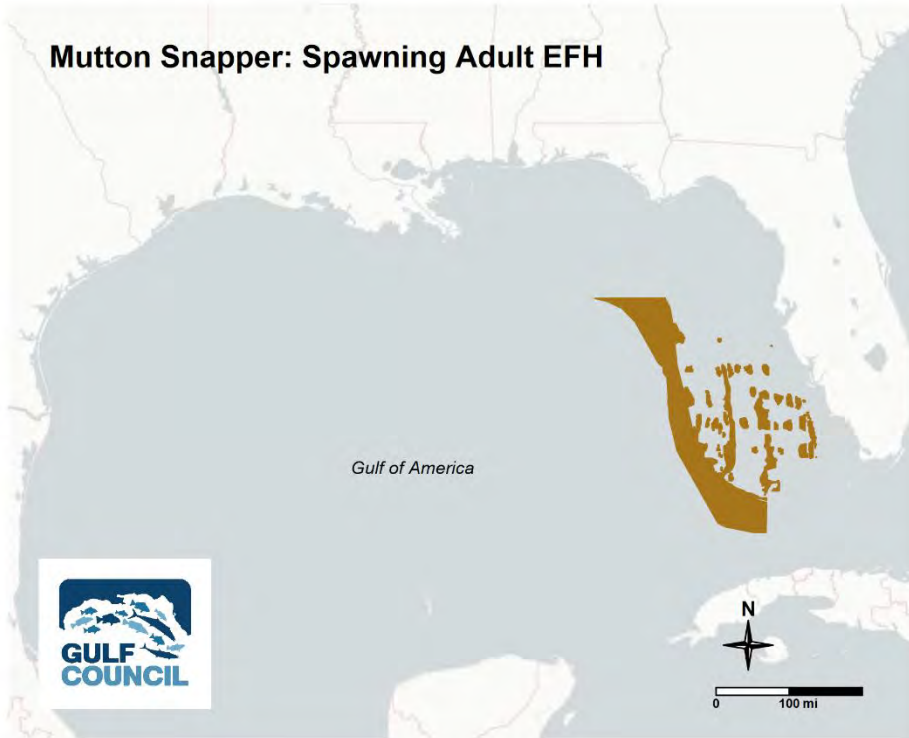 Mutton Snapper: Spawning Adult EFH
Gulf of America
GULF
COUNCIL
N
0 100 mi